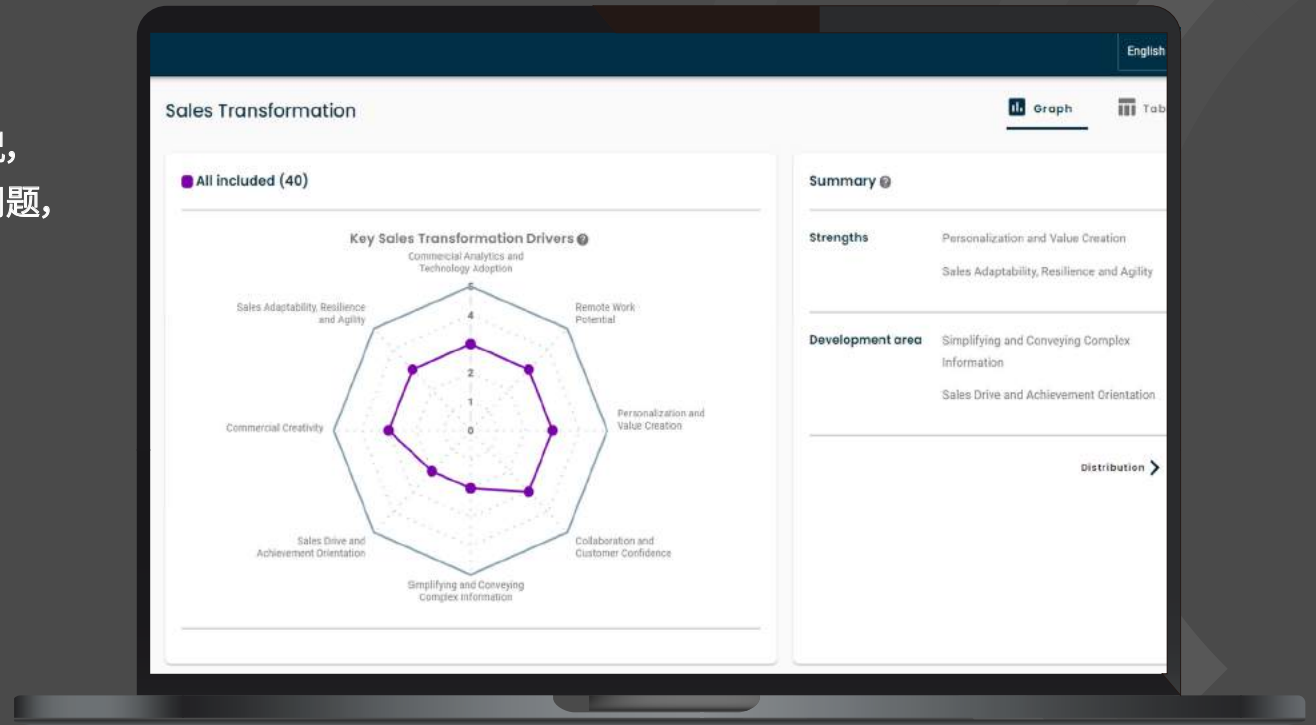 题，
English
Sales Transformation
Graph
All included (40)
Summary
Key Sales Transformation Drivers
Commercial Analytics and
Technology Adoption
5
4
2
1
0
Sales Adaptability, Resilience
and Agility
Remote Work
Potential
Commercial Creativity
Personalization and
Value Creation
Sales Drive and
Achievement Orientation
Collaboration and
Customer Confidence
Simplifying and Conveying
Complex Information
Strengths
Personalization and Value Creation
Sales Adaptability, Resilience and Agility
Development area
Simplifying and Conveying Complex
Information
Sales Drive and Achievement Orientation
Distribution